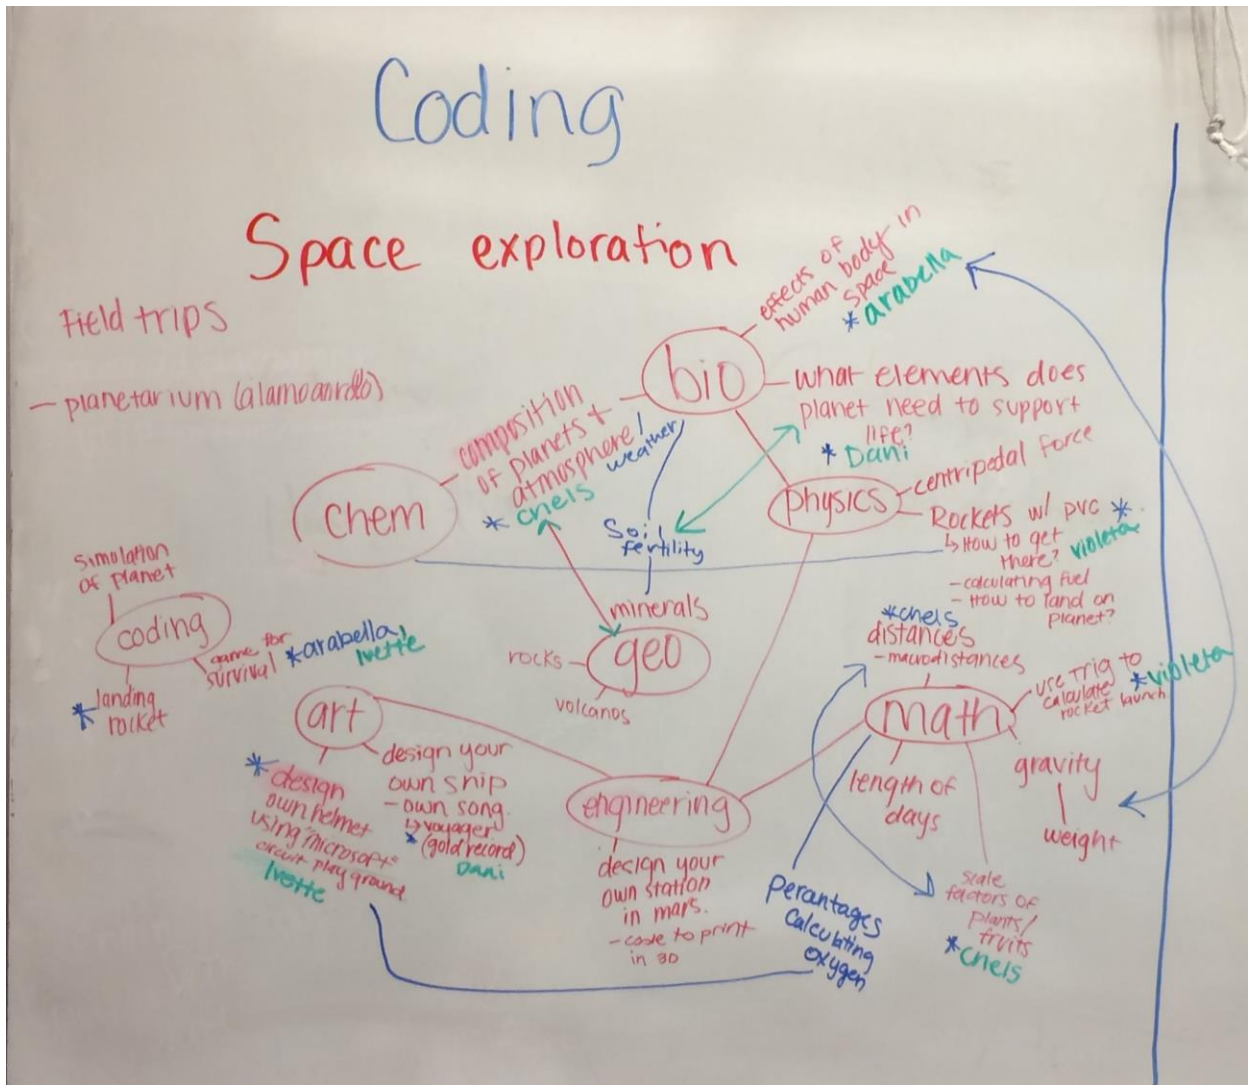 Coding
Space exploration
Field trips
- planetarium
bio
effects of
human body in
space
* arabella
what elements does
planet need to support
life?
* Dani
chem
composition
of planets +
atmosphere/
weather
* chels
Soil
fertility
physics
centripedal force
Rockets w/ pvc *
↳ How to get
there? violeta
- calculating fuel
- How to land on
planet?
simulation
of planet
coding
game for
survival * arabella,
Ivette
* landing
rocket
minerals
geo
rocks
volcanos
*chels
distances
- macrodistances
math
use trig to
calculate * violeta
rocket launch
gravity
weight
length of
days
scale
factors of
plants/
fruits
* chels
perantages
calculating
oxygen
art
* design
own helmet
using "microsoft"
circuit playground
Ivette
design your
own ship
- own song.
↳ voyager
* (gold record)
Dani
engineering
design your
own station
in mars.
- code to print
in 3D